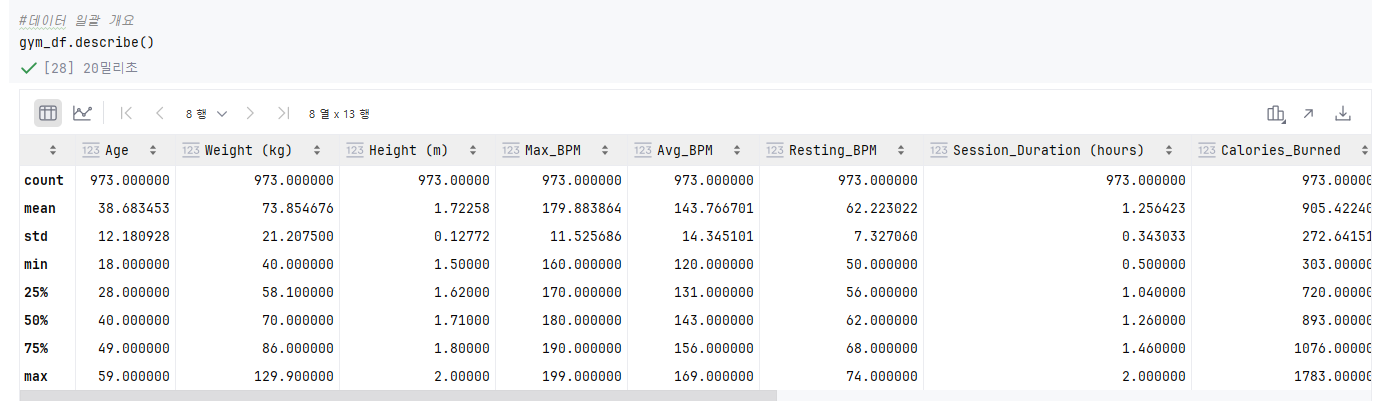 #데이터 일괄 개요
gym_df.describe()
[28] 20밀리초
8 행 8 열 x 13 행
123 Age 123 Weight (kg) 123 Height (m) 123 Max_BPM 123 Avg_BPM 123 Resting_BPM 123 Session_Duration (hours) 123 Calories_Burned
count 973.000000 973.000000 973.00000 973.000000 973.000000 973.000000 973.000000 973.00000
mean 38.683453 73.854676 1.72258 179.883864 143.766701 62.223022 1.256423 905.42240
std 12.180928 21.207500 0.12772 11.525686 14.345101 7.327060 0.343033 272.64151
min 18.000000 40.000000 1.50000 160.000000 120.000000 50.000000 0.500000 303.00000
25% 28.000000 58.100000 1.62000 170.000000 131.000000 56.000000 1.040000 720.00000
50% 40.000000 70.000000 1.71000 180.000000 143.000000 62.000000 1.260000 893.00000
75% 49.000000 86.000000 1.80000 190.000000 156.000000 68.000000 1.460000 1076.00000
max 59.000000 129.900000 2.00000 199.000000 169.000000 74.000000 2.000000 1783.00000